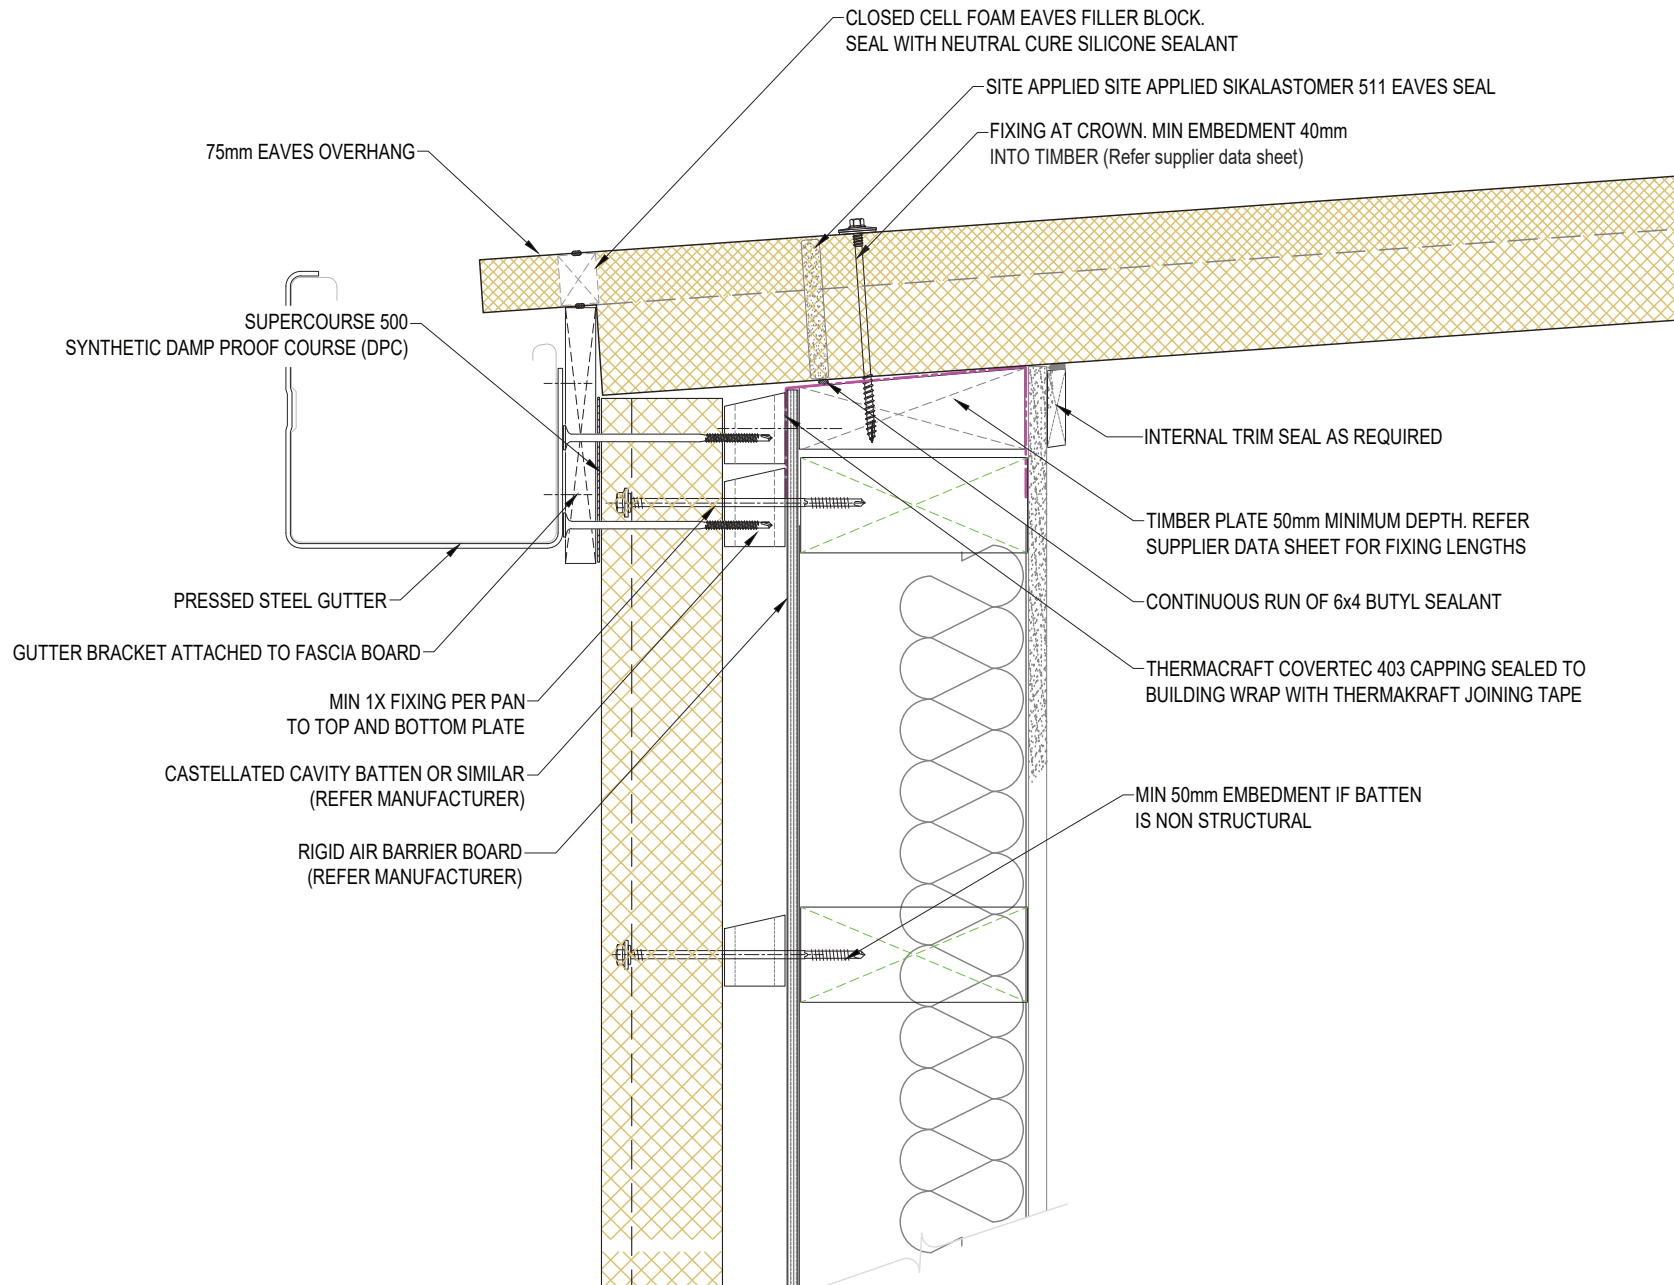 CLOSED CELL FOAM EAVES FILLER BLOCK.
SEAL WITH NEUTRAL CURE SILICONE SEALANT
SITE APPLIED SITE APPLIED SIKALASTOMER 511 EAVES SEAL
FIXING AT CROWN. MIN EMBEDMENT 40mm
INTO TIMBER (Refer supplier data sheet)
75mm EAVES OVERHANG
SUPERCOURSE 500
SYNTHETIC DAMP PROOF COURSE (DPC)
INTERNAL TRIM SEAL AS REQUIRED
TIMBER PLATE 50mm MINIMUM DEPTH. REFER
SUPPLIER DATA SHEET FOR FIXING LENGTHS
PRESSED STEEL GUTTER
CONTINUOUS RUN OF 6x4 BUTYL SEALANT
GUTTER BRACKET ATTACHED TO FASCIA BOARD
THERMACRAFT COVERTEC 403 CAPPING SEALED TO
BUILDING WRAP WITH THERMAKRAFT JOINING TAPE
MIN 1X FIXING PER PAN
TO TOP AND BOTTOM PLATE
CASTELLATED CAVITY BATTEN OR SIMILAR
(REFER MANUFACTURER)
MIN 50mm EMBEDMENT IF BATTEN
IS NON STRUCTURAL
RIGID AIR BARRIER BOARD
(REFER MANUFACTURER)